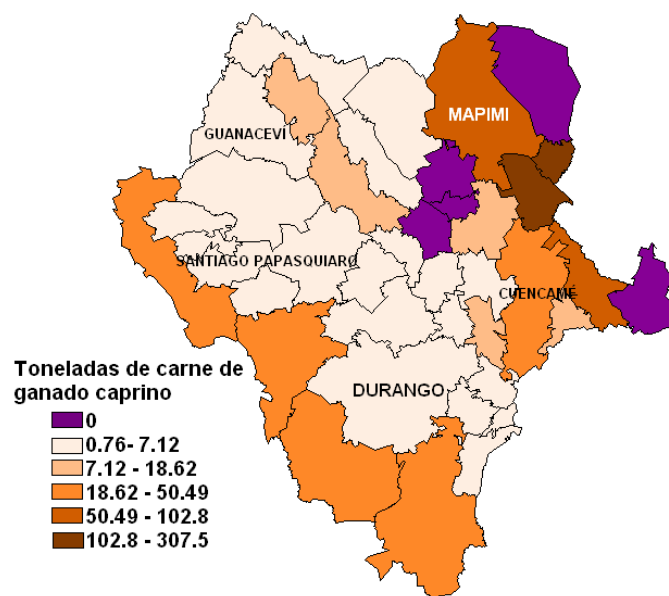 MAPIMI
GUANACEVÍ
SANTIAGO PAPASQUIARO
CUENCAMÉ
DURANGO
Toneladas de carne de
ganado caprino
0
0.76- 7.12
7.12 - 18.62
18.62 - 50.49
50.49 - 102.8
102.8 - 307.5